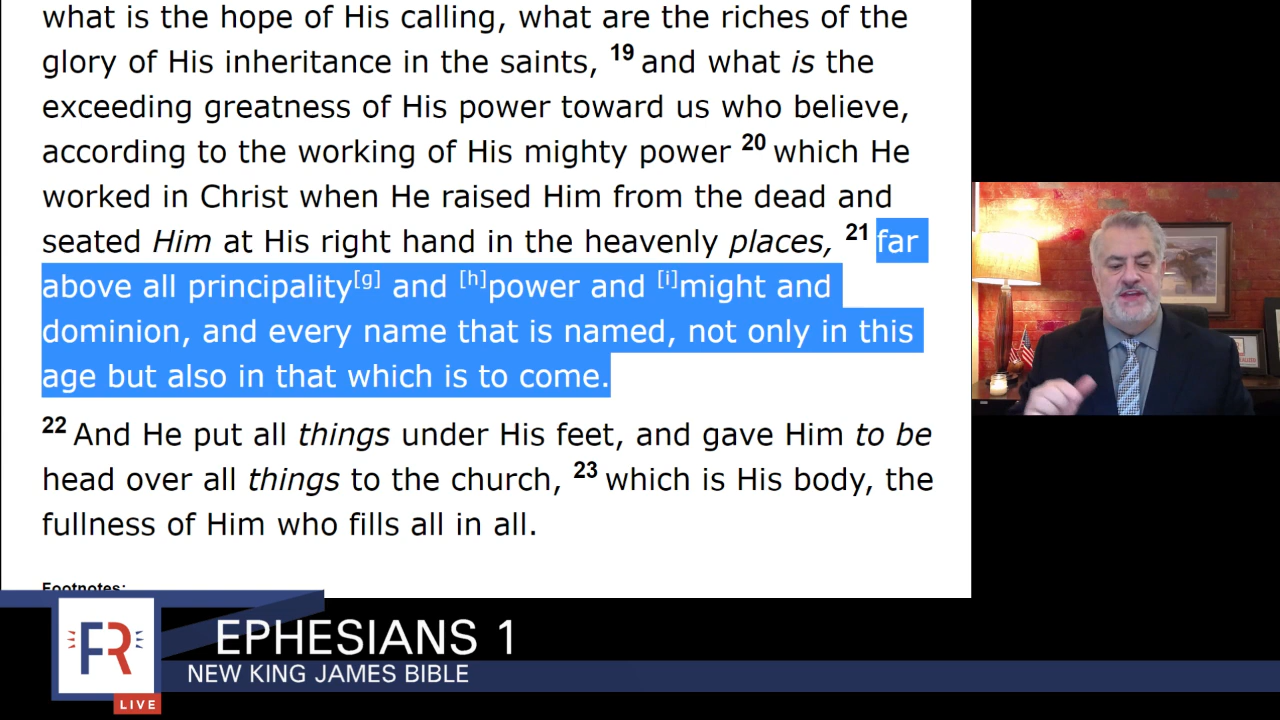 what is the hope of His calling, what are the riches of the
glory of His inheritance in the saints, 19 and what is the
exceeding greatness of His power toward us who believe,
according to the working of His mighty power 20 which He
worked in Christ when He raised Him from the dead and
seated Him at His right hand in the heavenly places, 21 far
above all principality[g] and [h]power and [i]might and
dominion, and every name that is named, not only in this
age but also in that which is to come.
22 And He put all things under His feet, and gave Him to be
head over all things to the church, 23 which is His body, the
fullness of Him who fills all in all.
Footnotes:
FR
LIVE
EPHESIANS 1
NEW KING JAMES BIBLE